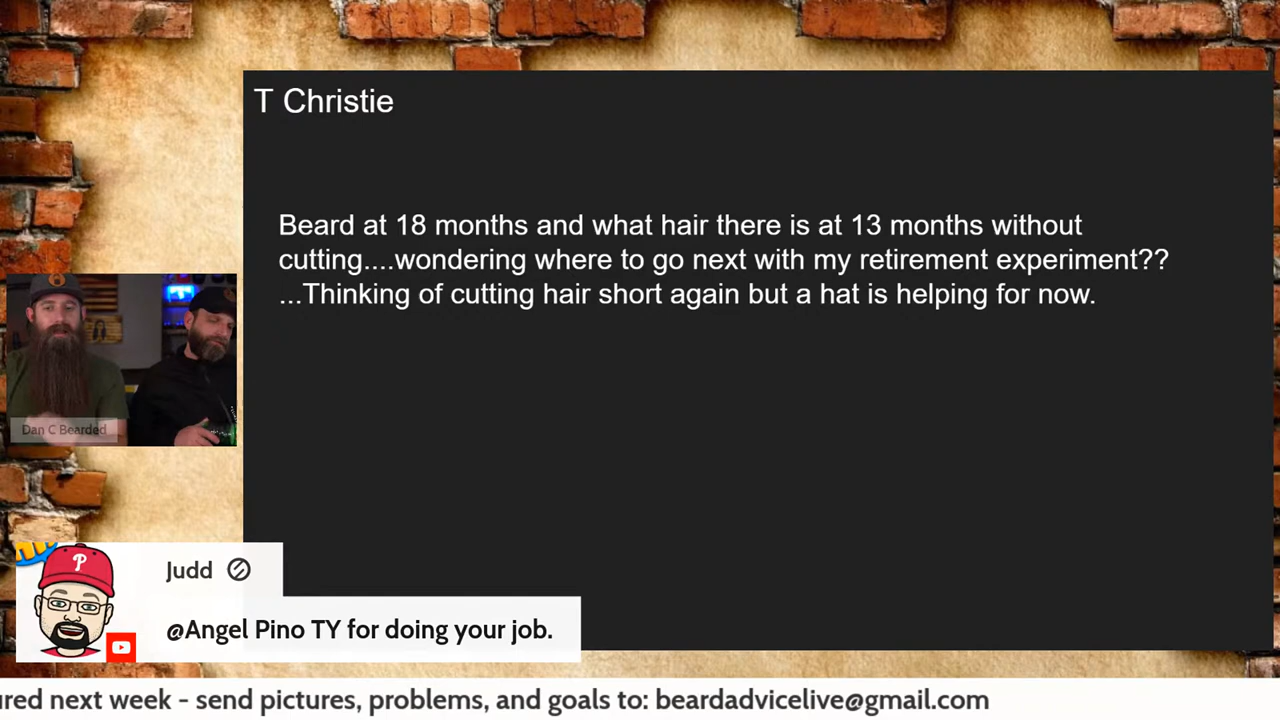 T Christie
Beard at 18 months and what hair there is at 13 months without
cutting....wondering where to go next with my retirement experiment??
...Thinking of cutting hair short again but a hat is helping for now.
Dan C Bearded
P
Judd
@Angel Pino TY for doing your job.
ured next week - send pictures, problems, and goals to: beardadvicelive@gmail.com